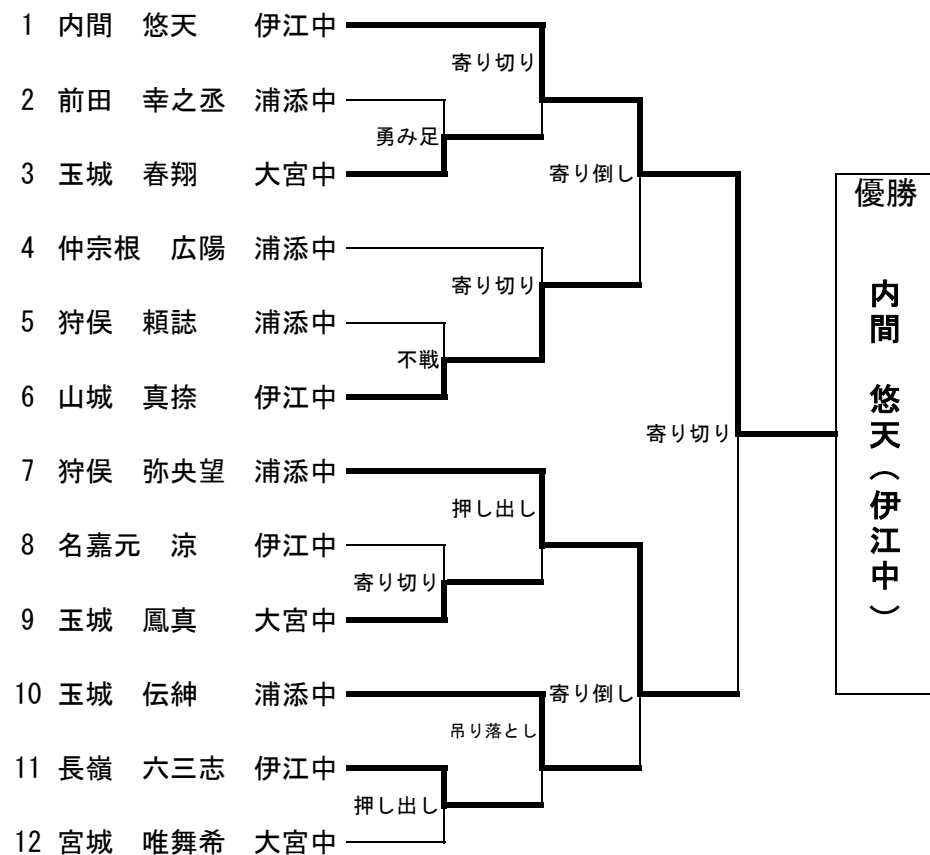 1 内間　悠天　伊江中
寄り切り
2 前田　幸之丞　浦添中
勇み足
3 玉城　春翔　大宮中
寄り倒し
4 仲宗根　広陽　浦添中
寄り切り
5 狩俣　頼誌　浦添中
不戦
6 山城　真捺　伊江中
寄り切り
7 狩俣　弥央望　浦添中
押し出し
8 名嘉元　涼　伊江中
寄り切り
9 玉城　鳳真　大宮中
10 玉城　伝紳　浦添中
寄り倒し
吊り落とし
11 長嶺　六三志　伊江中
押し出し
12 宮城　唯舞希　大宮中
優勝
内間　悠天（伊江中）